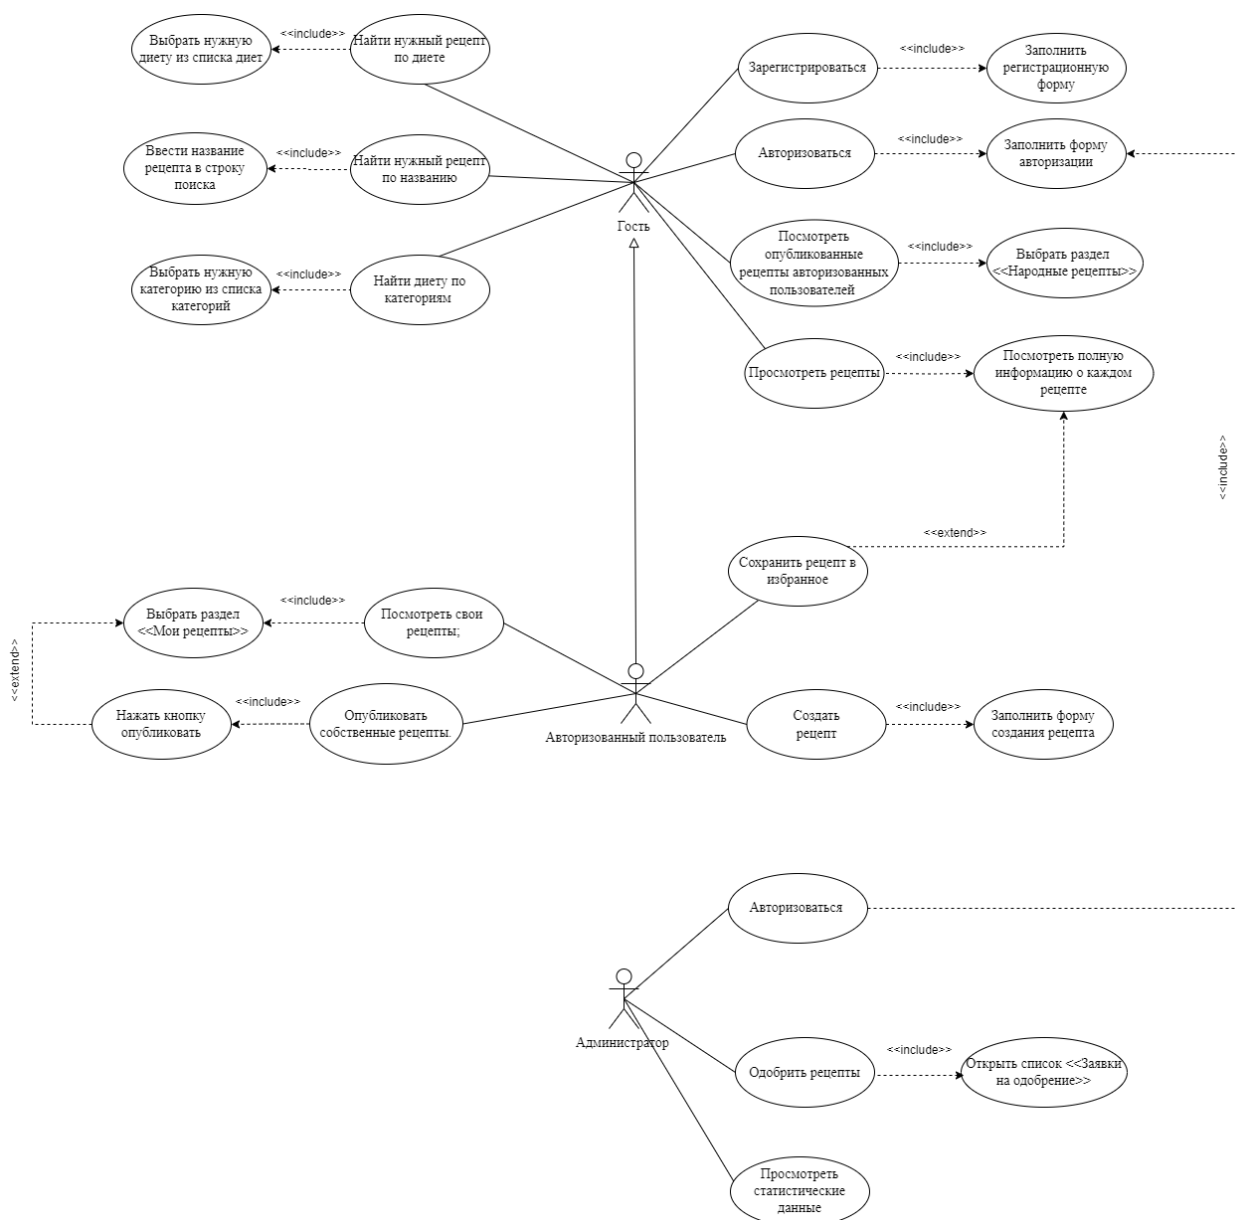 Выбрать нужную
диету из списка диет
<<include>>
Найти нужный рецепт
по диете
Зарегистрироваться
<<include>>
Заполнить
регистрационную
форму
Ввести название
рецепта в строку
поиска
<<include>>
Найти нужный рецепт
по названию
Авторизоваться
<<include>>
Заполнить форму
авторизации
Гость
Выбрать нужную
категорию из списка
категорий
<<include>>
Найти диету по
категориям
Посмотреть
опубликованные
рецепты авторизованных
пользователей
<<include>>
Выбрать раздел
<<Народные рецепты>>
Просмотреть рецепты
<<include>>
Посмотреть полную
информацию о каждом
рецепте
<<include>>
<<extend>>
Сохранить рецепт в
избранное
Выбрать раздел
<<Мои рецепты>>
<<include>>
Посмотреть свои
рецепты;
<<extend>>
Нажать кнопку
опубликовать
<<include>>
Опубликовать
собственные рецепты.
Авторизованный пользователь
Создать
рецепт
<<include>>
Заполнить форму
создания рецепта
Авторизоваться
Администратор
Одобрить рецепты
<<include>>
Открыть список <<Заявки
на одобрение>>
Просмотреть
статистические
данные